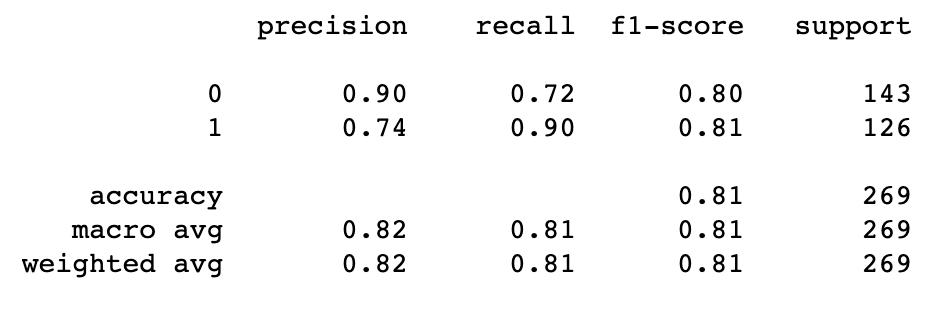 precision recall f1-score support
0 0.90 0.72 0.80 143
1 0.74 0.90 0.81 126
accuracy 0.81 269
macro avg 0.82 0.81 0.81 269
weighted avg 0.82 0.81 0.81 269